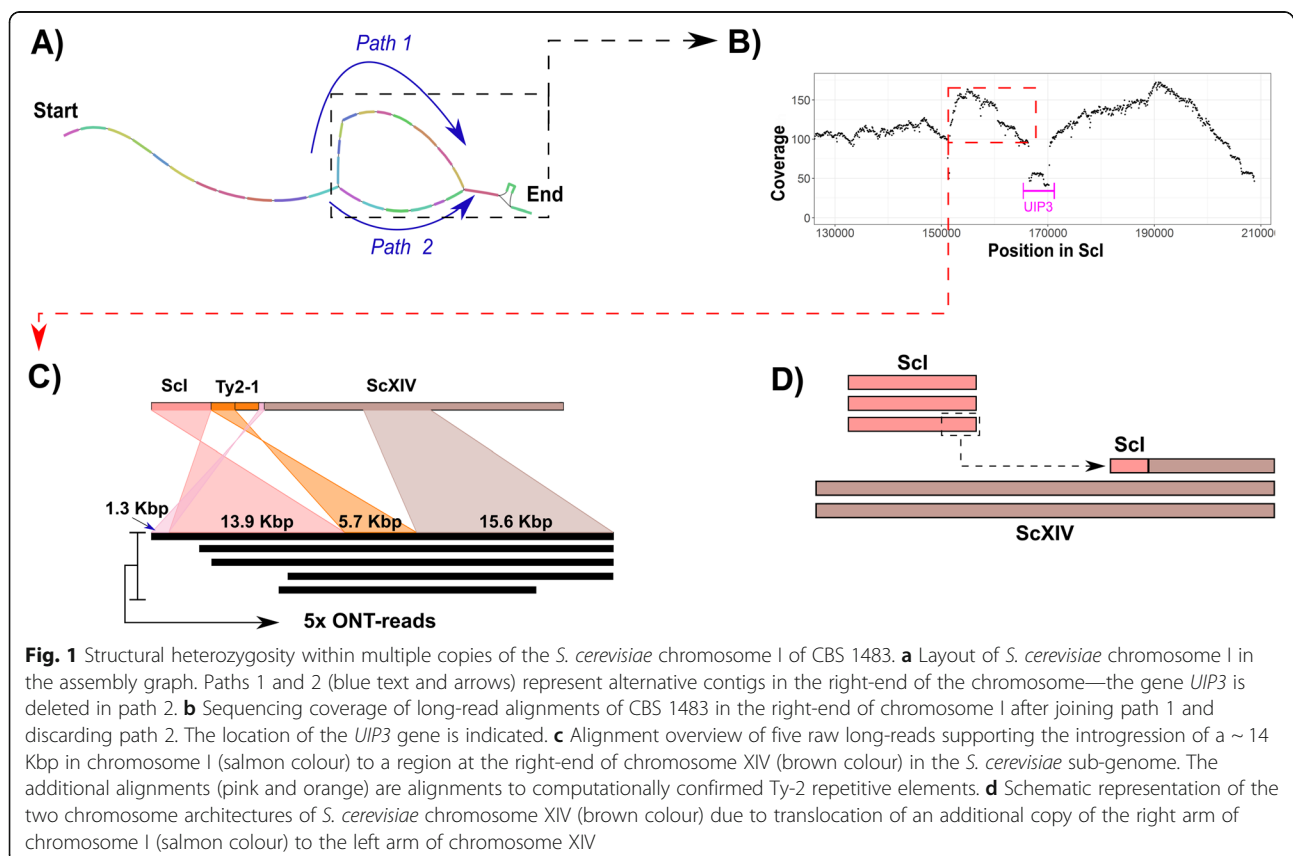 A)
Path 1
Start
End
Path 2
B)
Coverage
150
100
50
0
UIP3
130000 150000 170000 190000 21000
Position in ScI
C)
ScI Ty2-1 ScXIV
1.3 Kbp
13.9 Kbp 5.7 Kbp 15.6 Kbp
5x ONT-reads
D)
ScI
ScI
ScXIV
Fig. 1 Structural heterozygosity within multiple copies of the S. cerevisiae chromosome I of CBS 1483. a Layout of S. cerevisiae chromosome I in
the assembly graph. Paths 1 and 2 (blue text and arrows) represent alternative contigs in the right-end of the chromosome—the gene UIP3 is
deleted in path 2. b Sequencing coverage of long-read alignments of CBS 1483 in the right-end of chromosome I after joining path 1 and
discarding path 2. The location of the UIP3 gene is indicated. c Alignment overview of five raw long-reads supporting the introgression of a ~ 14
Kbp in chromosome I (salmon colour) to a region at the right-end of chromosome XIV (brown colour) in the S. cerevisiae sub-genome. The
additional alignments (pink and orange) are alignments to computationally confirmed Ty-2 repetitive elements. d Schematic representation of the
two chromosome architectures of S. cerevisiae chromosome XIV (brown colour) due to translocation of an additional copy of the right arm of
chromosome I (salmon colour) to the left arm of chromosome XIV